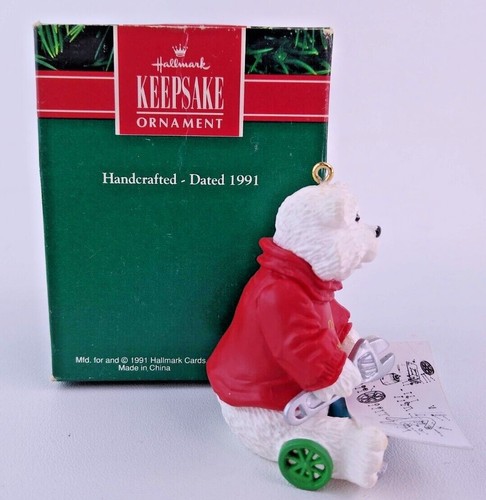 Hallmark
KEEPSAKE
ORNAMENT
Handcrafted - Dated 1991
Mfd. for and © 1991 Hallmark Cards,
Made in China